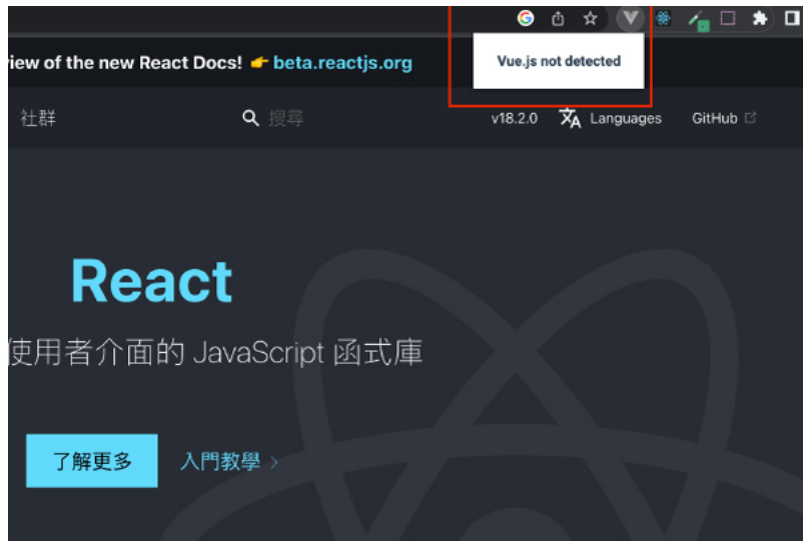 view of the new React Docs! 👉 beta.reactjs.org
Vue.js not detected
社群
搜尋
v18.2.0
Languages
GitHub
React
使用者介面的 JavaScript 函式庫
了解更多
入門教學 >